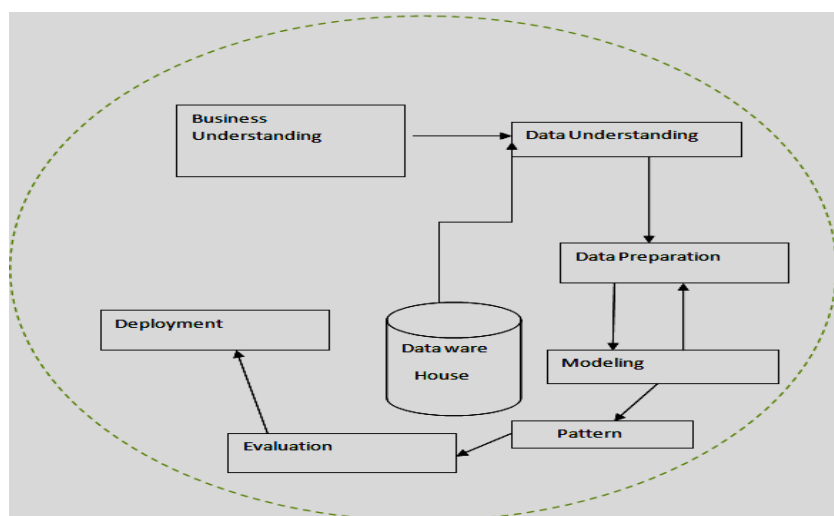 Business
Understanding
Data Understanding
Data Preparation
Deployment
Data ware
House
Modeling
Pattern
Evaluation